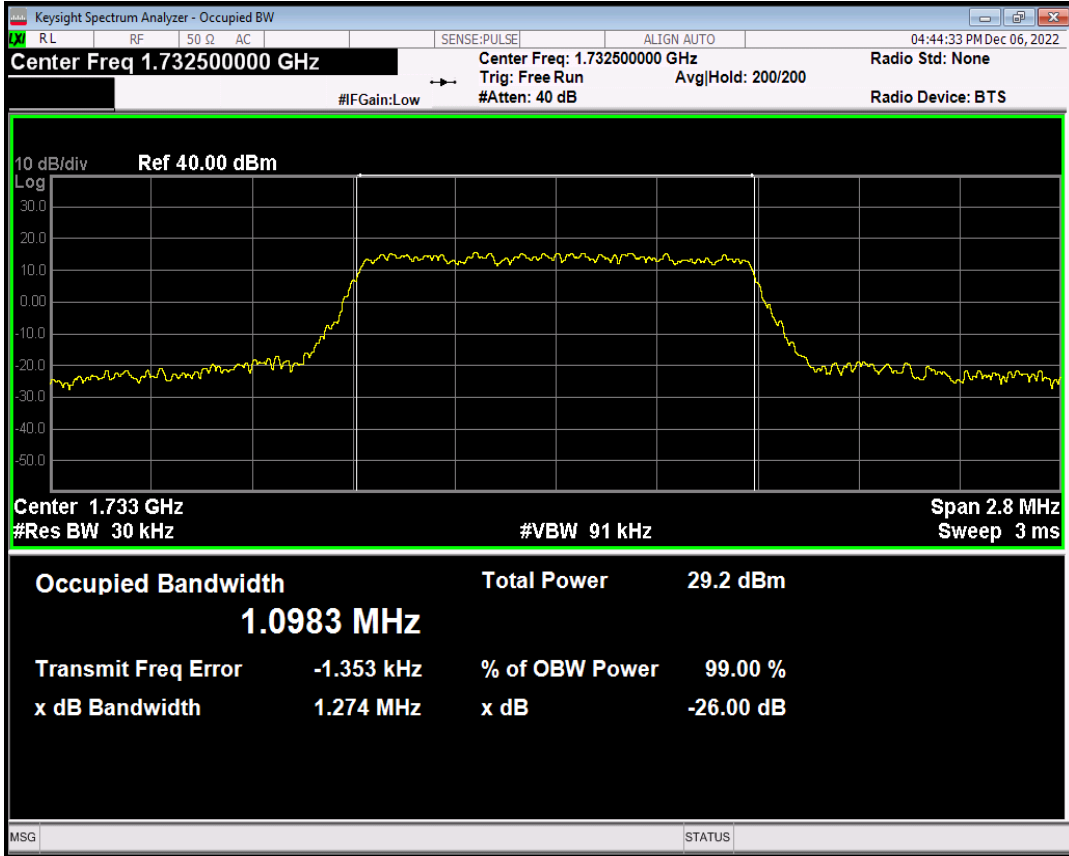 Keysight Spectrum Analyzer - Occupied BW
LXI RL RF 50 Ω AC SENSE:PULSE ALIGN AUTO 04:44:33 PM Dec 06, 2022
Center Freq 1.732500000 GHz
Center Freq: 1.732500000 GHz
Radio Std: None
Trig: Free Run Avg|Hold: 200/200
#IFGain:Low #Atten: 40 dB Radio Device: BTS
10 dB/div Ref 40.00 dBm
Log
30.0
20.0
10.0
0.00
-10.0
-20.0
-30.0
-40.0
-50.0
Center 1.733 GHz Span 2.8 MHz
#Res BW 30 kHz #VBW 91 kHz Sweep 3 ms
Occupied Bandwidth Total Power 29.2 dBm
1.0983 MHz
Transmit Freq Error -1.353 kHz % of OBW Power 99.00 %
x dB Bandwidth 1.274 MHz x dB -26.00 dB
MSG STATUS